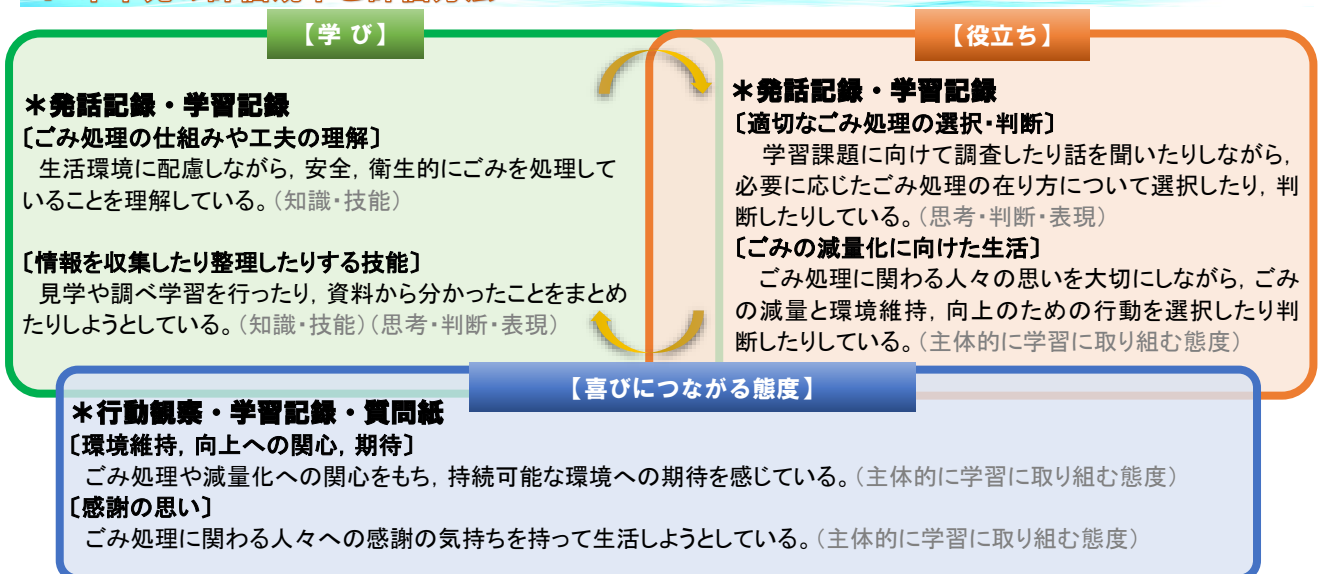 【学 び】
＊発話記録・学習記録
〔ごみ処理の仕組みや工夫の理解〕
生活環境に配慮しながら，安全，衛生的にごみを処理して
いることを理解している。（知識・技能）
〔情報を収集したり整理したりする技能〕
見学や調べ学習を行ったり，資料から分かったことをまとめ
たりしようとしている。（知識・技能）（思考・判断・表現）
【役立ち】
＊発話記録・学習記録
〔適切なごみ処理の選択・判断〕
学習課題に向けて調査したり話を聞いたりしながら，
必要に応じたごみ処理の在り方について選択したり，判
断したりしている。（思考・判断・表現）
〔ごみの減量化に向けた生活〕
ごみ処理に関わる人々の思いを大切にしながら，ごみ
の減量と環境維持，向上のための行動を選択したり判
断したりしている。（主体的に学習に取り組む態度）
【喜びにつながる態度】
＊行動観察・学習記録・質問紙
〔環境維持，向上への関心，期待〕
ごみ処理や減量化への関心をもち，持続可能な環境への期待を感じている。（主体的に学習に取り組む態度）
〔感謝の思い〕
ごみ処理に関わる人々への感謝の気持ちを持って生活しようとしている。（主体的に学習に取り組む態度）